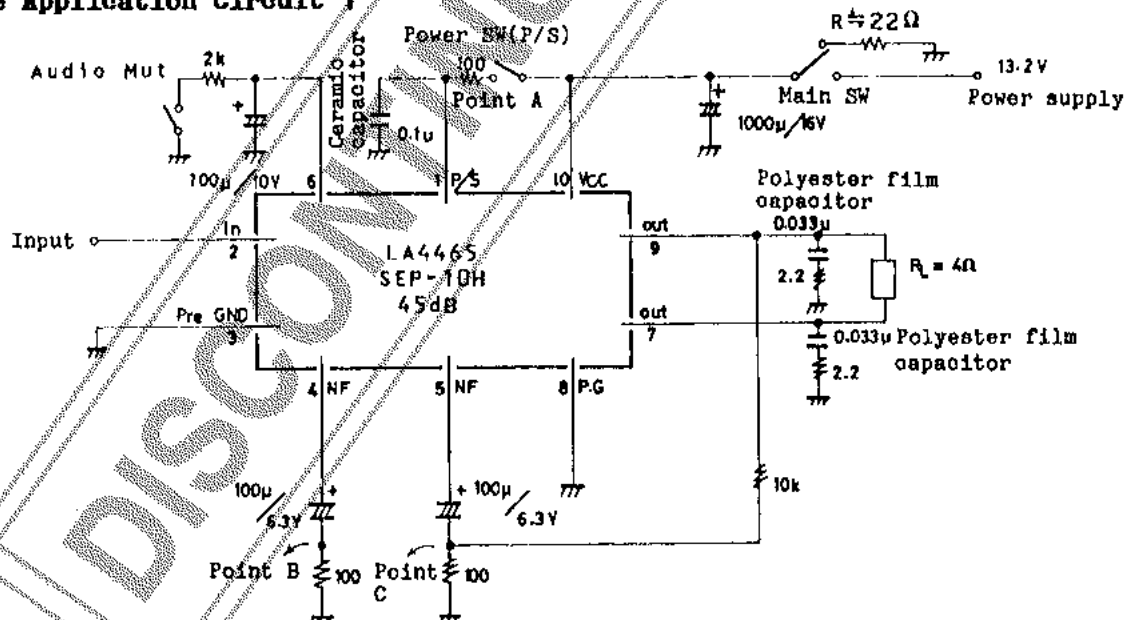 Application Circuit :
R≒22Ω
Power SW(P/S)
2k
Audio Mut
Ceramic
capacitor
100
Point A
13.2V
Main SW
Power supply
+
+
0.1u
1000μ/16V
100μ/10V
6
1 P/S
10 VCC
Polyester film
capacitor
0.033u
In
2
Input
out
9
LA4465
SEP-10H
45dB
2.2
RL = 4Ω
Pre GND
3
out
7
0.033u Polyester film
capacitor
2.2
4 NF
5 NF
8 P.G
100μ/6.3V
+
+
100μ/6.3V
10k
Point B
100
Point
C
100
DISCONTIN